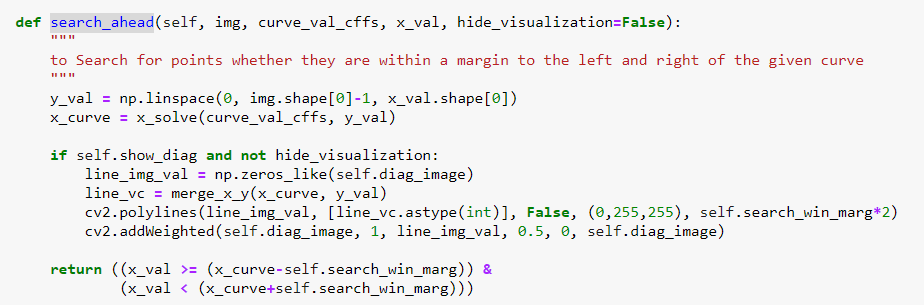 def search_ahead(self, img, curve_val_cffs, x_val, hide_visualization=False):
    """
    to Search for points whether they are within a margin to the left and right of the given curve
    """
    y_val = np.linspace(0, img.shape[0]-1, x_val.shape[0])
    x_curve = x_solve(curve_val_cffs, y_val)

    if self.show_diag and not hide_visualization:
        line_img_val = np.zeros_like(self.diag_image)
        line_vc = merge_x_y(x_curve, y_val)
        cv2.polylines(line_img_val, [line_vc.astype(int)], False, (0,255,255), self.search_win_marg*2)
        cv2.addWeighted(self.diag_image, 1, line_img_val, 0.5, 0, self.diag_image)

    return ((x_val >= (x_curve-self.search_win_marg)) &
            (x_val < (x_curve+self.search_win_marg)))